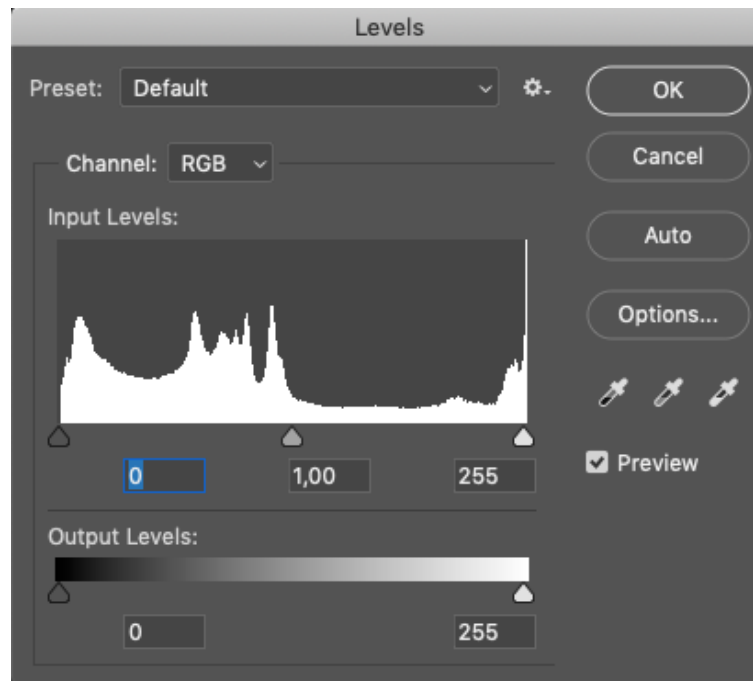 Levels
Preset: Default
OK
Channel: RGB
Cancel
Input Levels:
Auto
Options...
0 1,00 255
Preview
Output Levels:
0 255